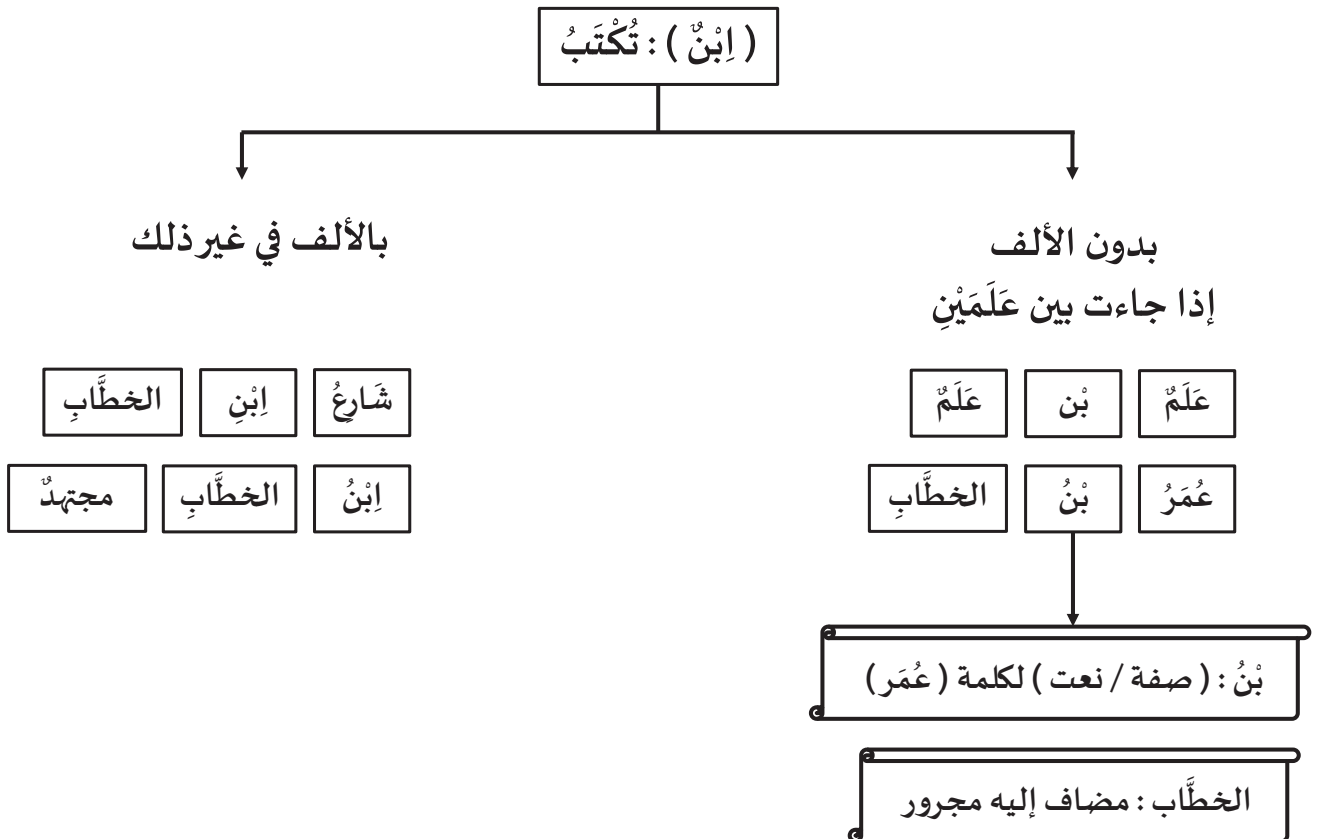 ( اِبْنٌ ) : تُكْتَبُ
بدون الألف
إذا جاءت بين عَلَمَيْنِ
عَلَمٌ بْن عَلَمٌ
عُمَرُ بْنُ الخطَّابِ
بْنُ : ( صفة / نعت ) لكلمة ( عُمَر )
الخطَّاب : مضاف إليه مجرور
بالألف في غير ذلك
شَارِعُ اِبْنِ الخطَّابِ
اِبْنُ الخطَّابِ مجتهدٌ